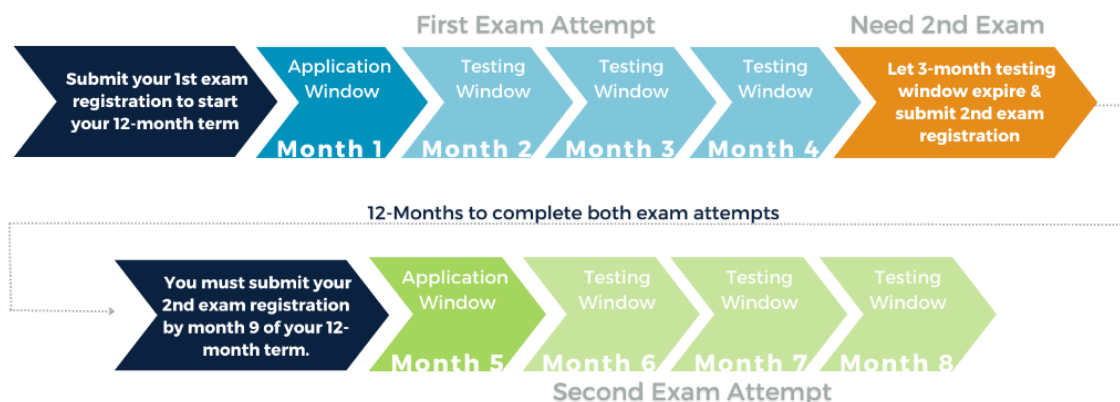 First Exam Attempt
Need 2nd Exam
Submit your 1st exam
registration to start
your 12-month term
Application
Window
Month 1
Testing
Window
Month 2
Testing
Window
Month 3
Testing
Window
Month 4
Let 3-month testing
window expire &
submit 2nd exam
registration
12-Months to complete both exam attempts
You must submit your
2nd exam registration
by month 9 of your 12-
month term.
Application
Window
Month 5
Testing
Window
Month 6
Testing
Window
Month 7
Testing
Window
Month 8
Second Exam Attempt